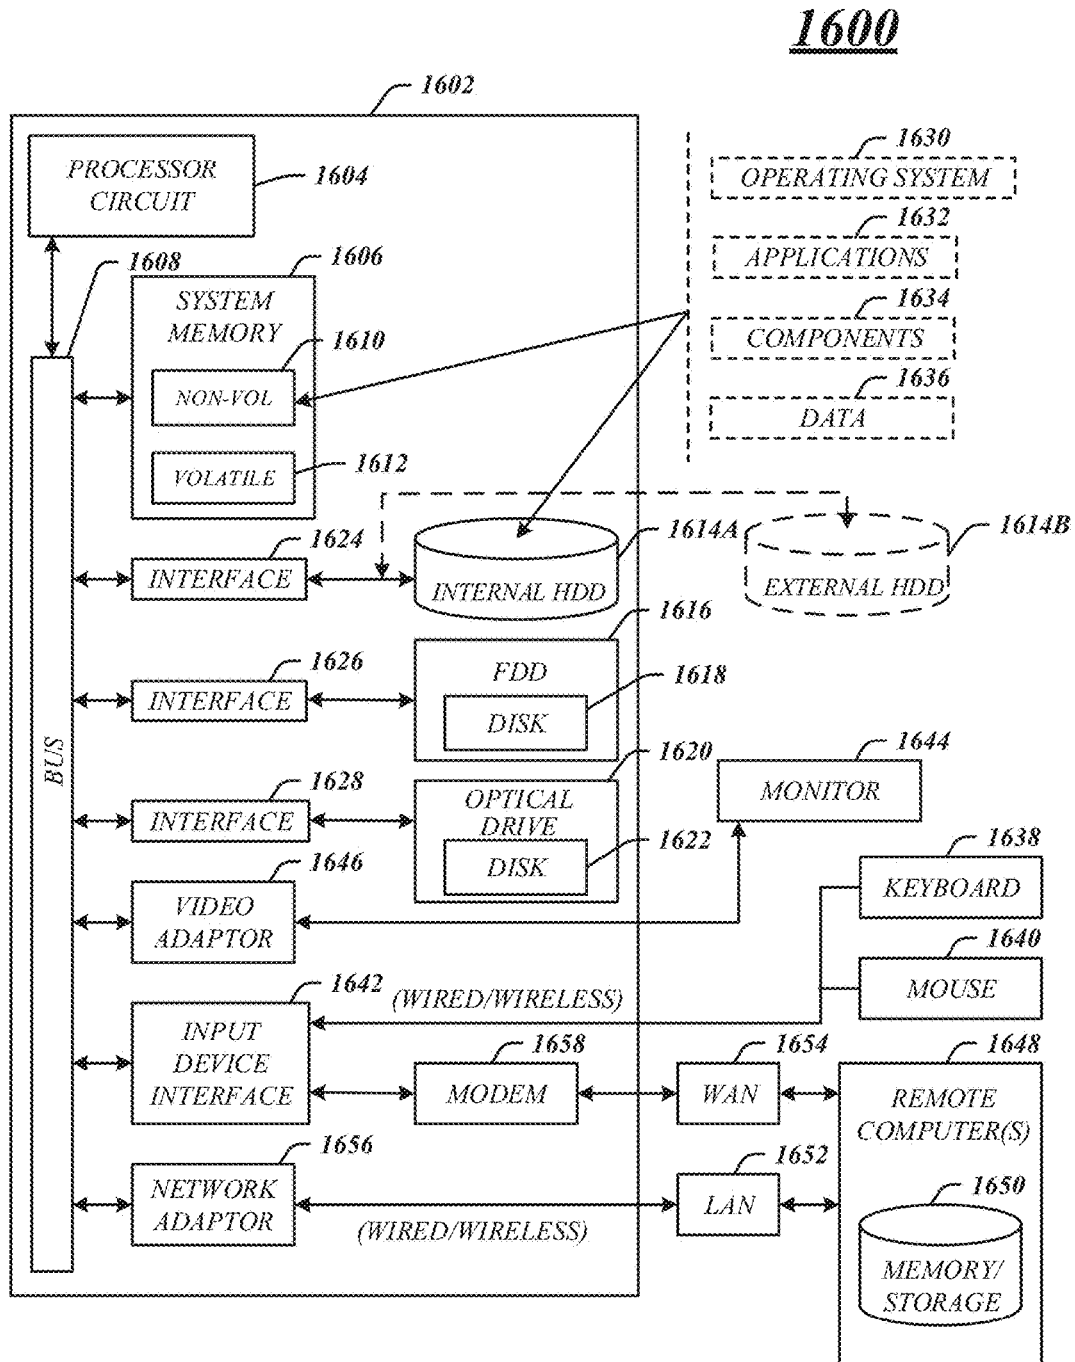 1600
1602
PROCESSOR
CIRCUIT
1604
1608
1606
SYSTEM
MEMORY
1610
NON-VOL
1612
VOLATILE
1630
OPERATING SYSTEM
1632
APPLICATIONS
1634
COMPONENTS
1636
DATA
BUS
1624
INTERFACE
1614A
INTERNAL HDD
1614B
EXTERNAL HDD
1626
INTERFACE
1616
FDD
1618
DISK
1628
INTERFACE
1620
OPTICAL
DRIVE
1622
DISK
1644
MONITOR
1646
VIDEO
ADAPTOR
1638
KEYBOARD
1640
MOUSE
1642
INPUT
DEVICE
INTERFACE
(WIRED/WIRELESS)
1658
MODEM
1654
WAN
1648
REMOTE
COMPUTER(S)
1656
NETWORK
ADAPTOR
(WIRED/WIRELESS)
1652
LAN
1650
MEMORY/
STORAGE